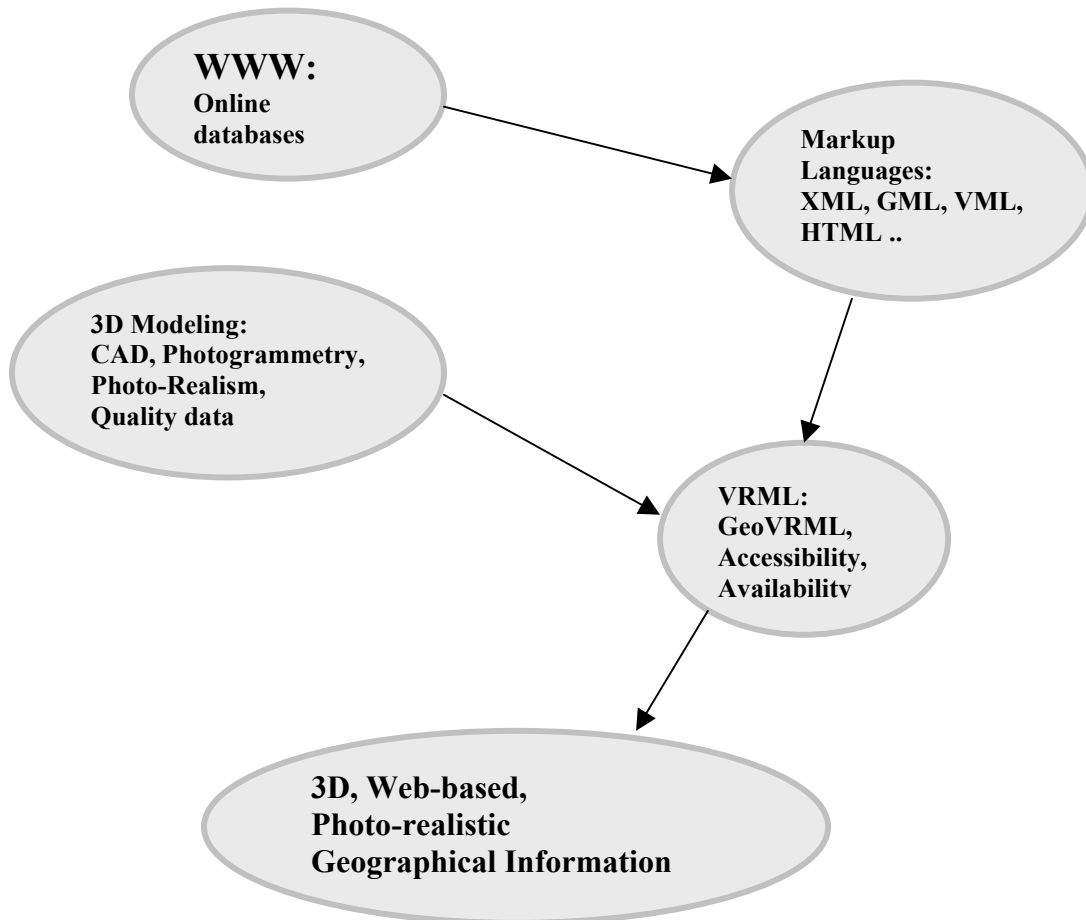 WWW:
Online
databases
Markup
Languages:
XML, GML, VML,
HTML ..
3D Modeling:
CAD, Photogrammetry,
Photo-Realism,
Quality data
VRML:
GeoVRML,
Accessibility,
Availability
3D, Web-based,
Photo-realistic
Geographical Information